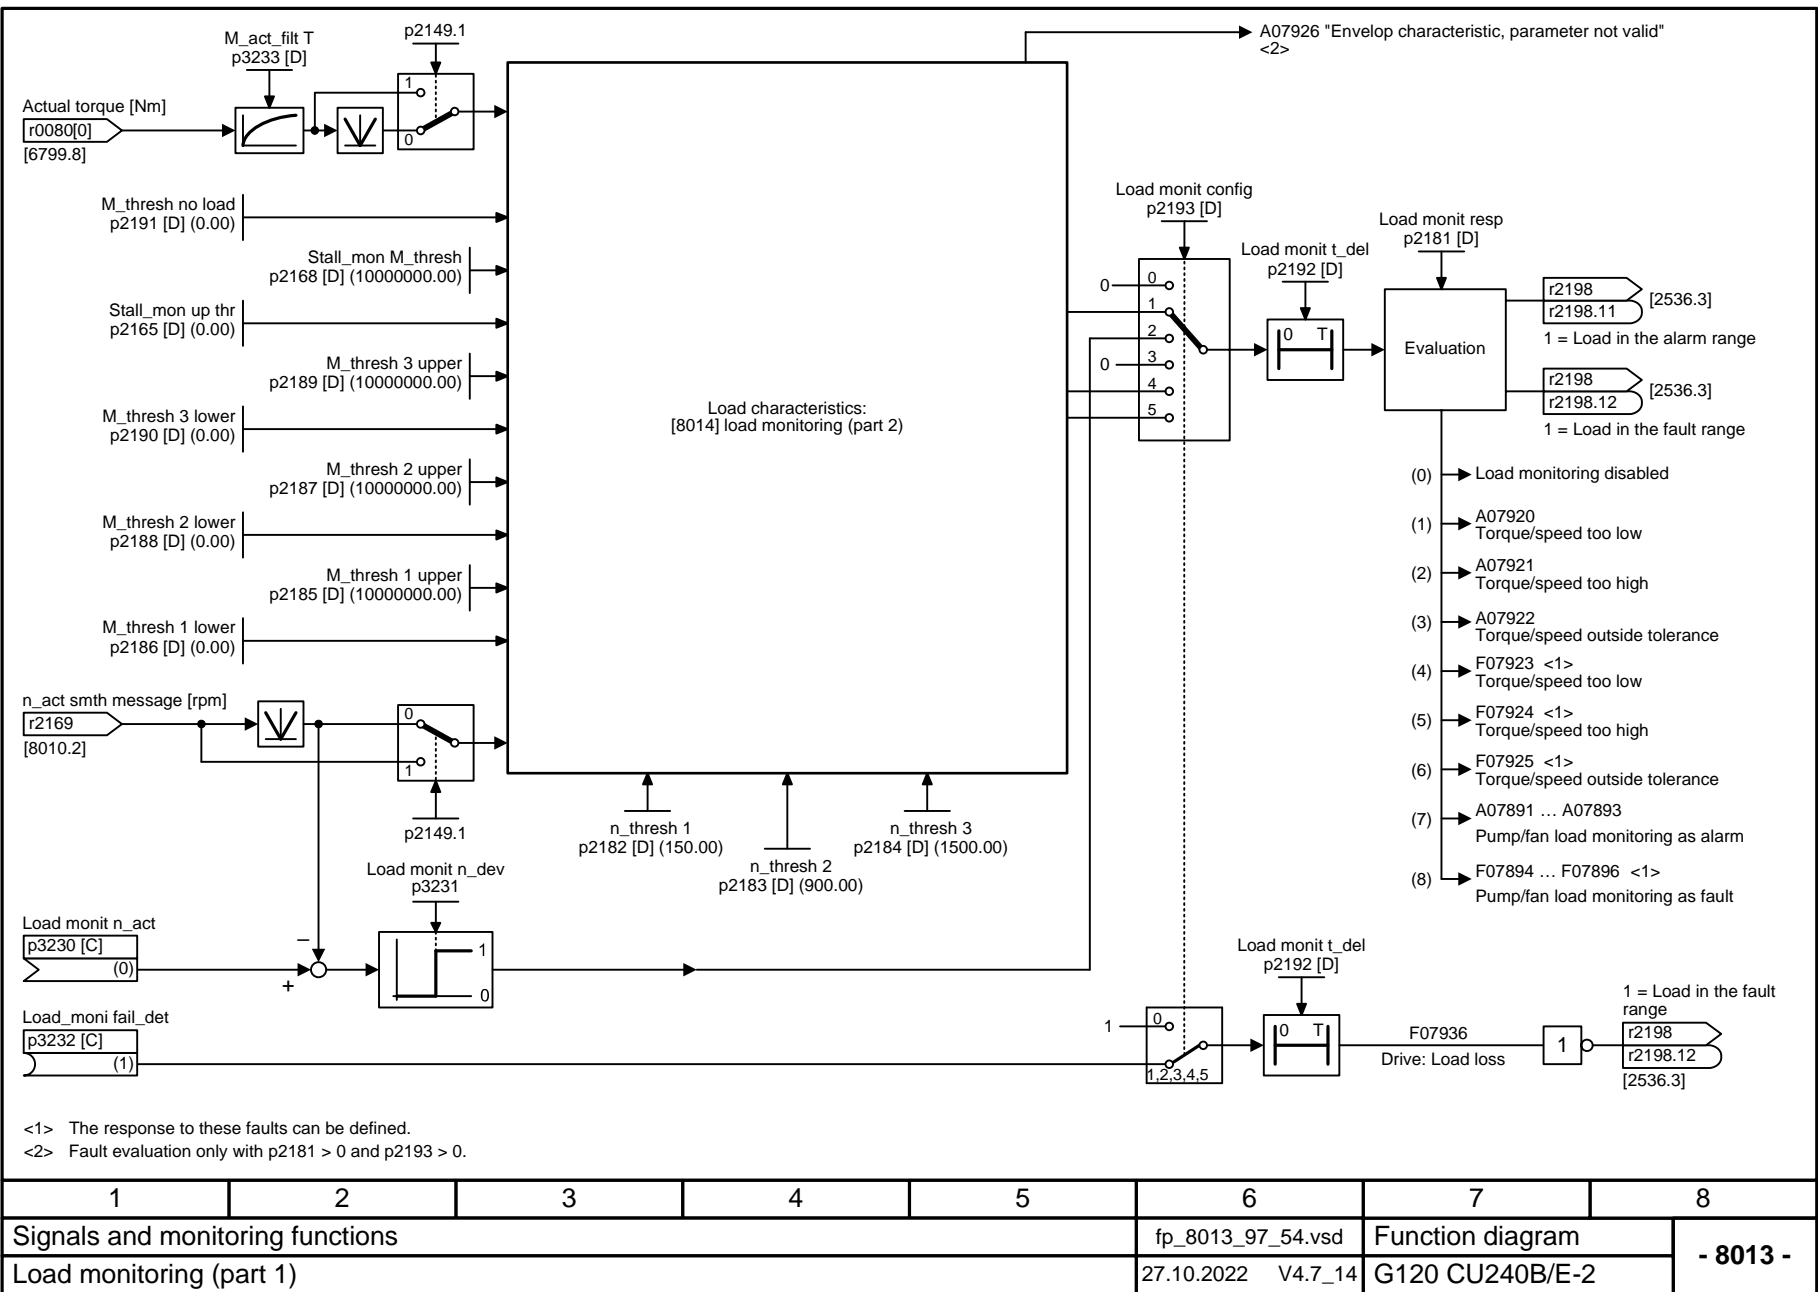 A07926 "Envelop characteristic, parameter not valid"
<2>
M_act_filt T
p3233 [D]
p2149.1
1
0
Actual torque [Nm]
r0080[0]
[6799.8]
M_thresh no load
p2191 [D] (0.00)
Stall_mon M_thresh
p2168 [D] (10000000.00)
Stall_mon up thr
p2165 [D] (0.00)
M_thresh 3 upper
p2189 [D] (10000000.00)
M_thresh 3 lower
p2190 [D] (0.00)
M_thresh 2 upper
p2187 [D] (10000000.00)
M_thresh 2 lower
p2188 [D] (0.00)
M_thresh 1 upper
p2185 [D] (10000000.00)
M_thresh 1 lower
p2186 [D] (0.00)
n_act smth message [rpm]
r2169
[8010.2]
0
1
p2149.1
Load characteristics:
[8014] load monitoring (part 2)
n_thresh 1
p2182 [D] (150.00)
n_thresh 2
p2183 [D] (900.00)
n_thresh 3
p2184 [D] (1500.00)
Load monit n_dev
p3231
1
0
Load monit n_act
p3230 [C]
(0)
–
+
Load_moni fail_det
p3232 [C]
(1)
Load monit config
p2193 [D]
0
0
1
2
0
3
4
5
Load monit t_del
p2192 [D]
0 T
Load monit resp
p2181 [D]
Evaluation
r2198
r2198.11
[2536.3]
1 = Load in the alarm range
r2198
r2198.12
[2536.3]
1 = Load in the fault range
(0) Load monitoring disabled
(1) A07920
Torque/speed too low
(2) A07921
Torque/speed too high
(3) A07922
Torque/speed outside tolerance
(4) F07923 <1>
Torque/speed too low
(5) F07924 <1>
Torque/speed too high
(6) F07925 <1>
Torque/speed outside tolerance
(7) A07891 … A07893
Pump/fan load monitoring as alarm
(8) F07894 … F07896 <1>
Pump/fan load monitoring as fault
1
0
1,2,3,4,5
Load monit t_del
p2192 [D]
0 T
F07936
Drive: Load loss
1
1 = Load in the fault
range
r2198
r2198.12
[2536.3]
<1> The response to these faults can be defined.
<2> Fault evaluation only with p2181 > 0 and p2193 > 0.
1 2 3 4 5 6 7 8
Signals and monitoring functions
fp_8013_97_54.vsd
Function diagram
- 8013 -
Load monitoring (part 1)
27.10.2022 V4.7_14
G120 CU240B/E-2